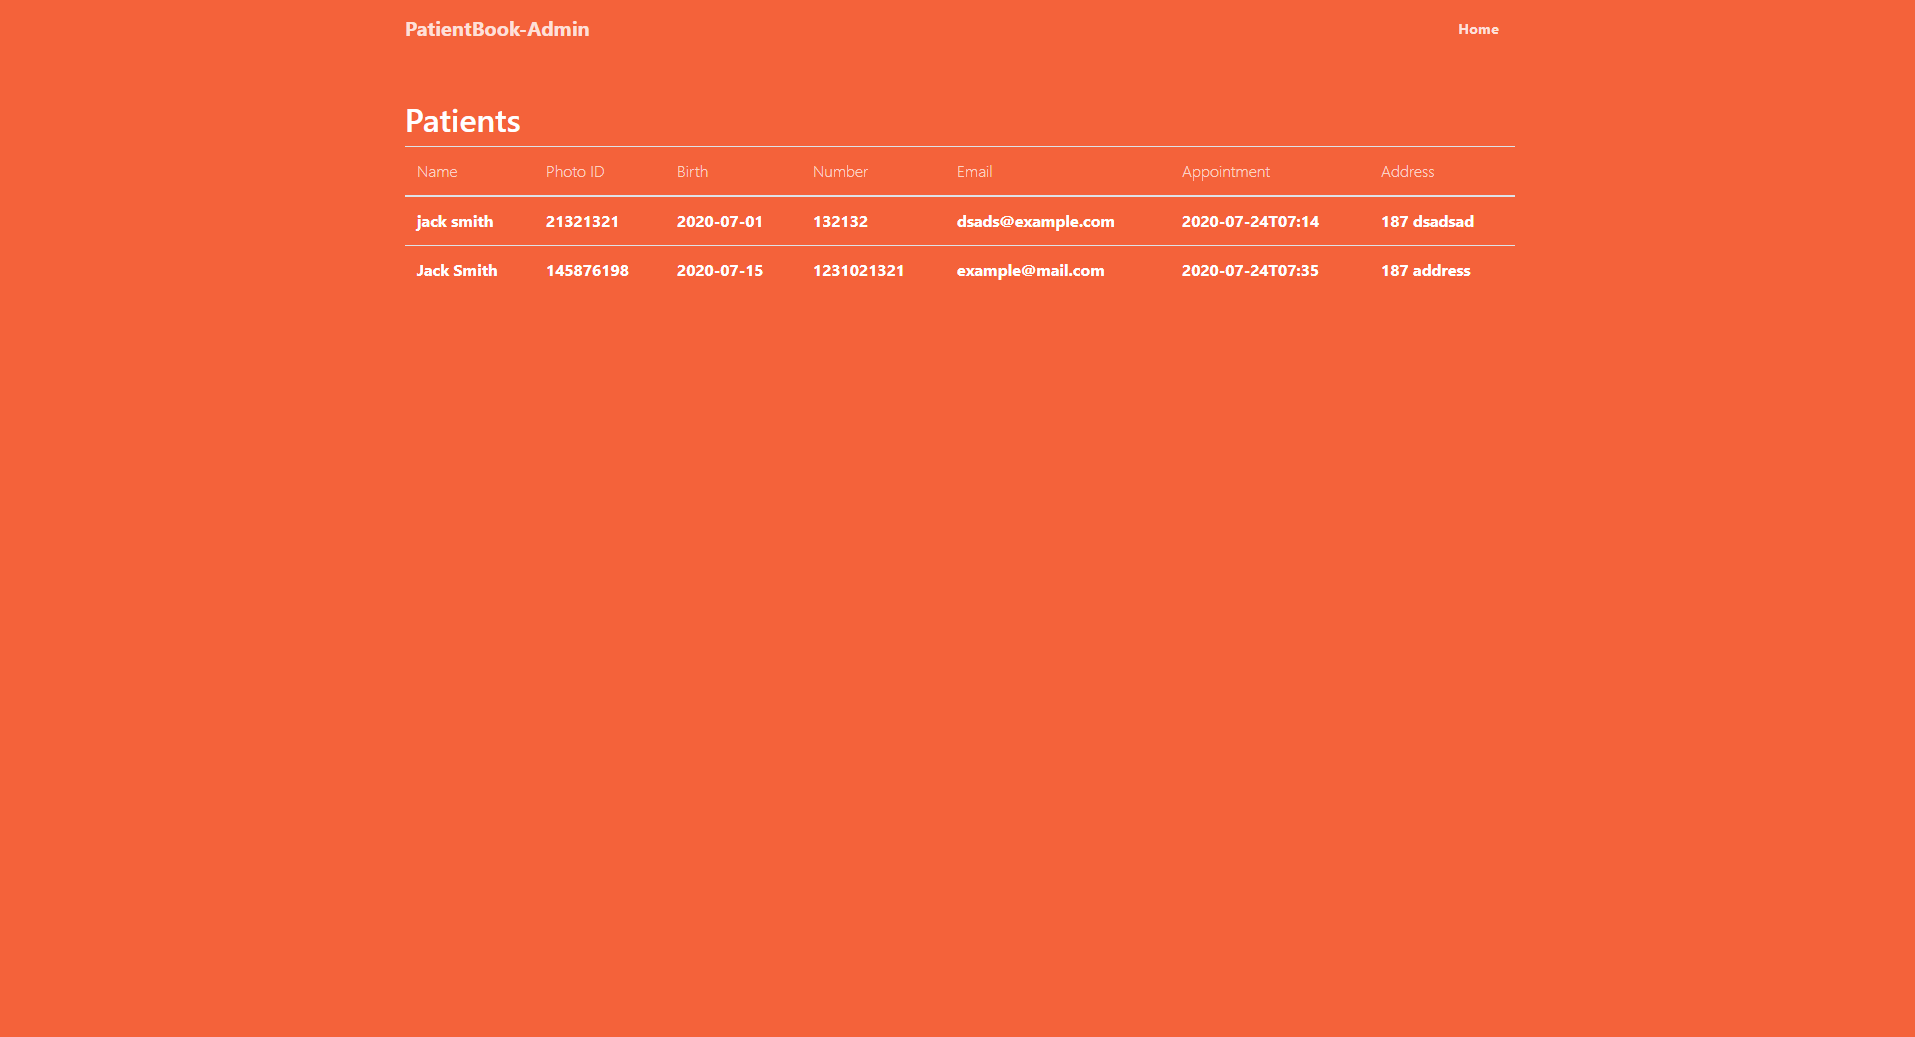 PatientBook-Admin Home
Patients
Name Photo ID Birth Number Email Appointment Address
jack smith 21321321 2020-07-01 132132 dsads@example.com 2020-07-24T07:14 187 dsadsad
Jack Smith 145876198 2020-07-15 1231021321 example@mail.com 2020-07-24T07:35 187 address